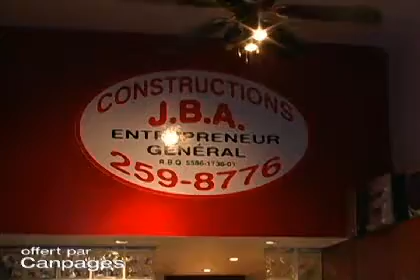 CONSTRUCTIONS
J.B.A.
ENTREPRENEUR
GÉNÉRAL
R.B.Q. 5586-1736-01
259-8776
offert par
Canpages